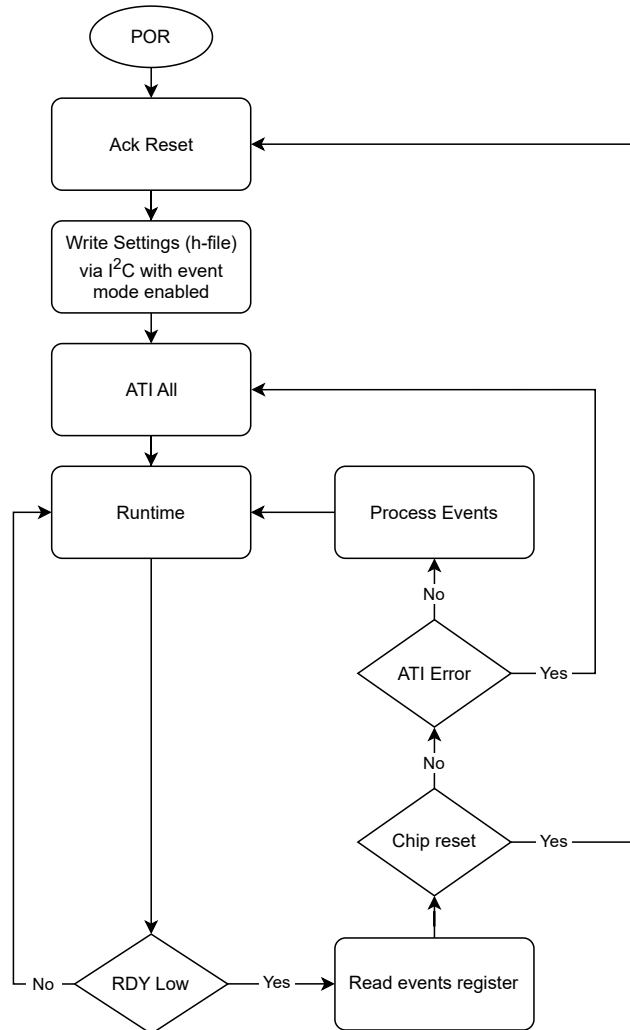 POR
Ack Reset
Write Settings (h-file)
via I²C with event
mode enabled
ATI All
Runtime
Process Events
No
ATI Error
Yes
No
Chip reset
Yes
No
RDY Low
Yes
Read events register